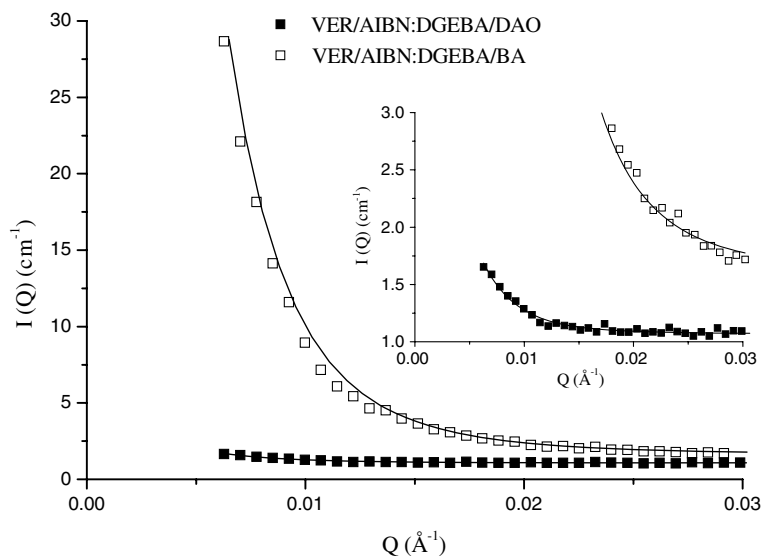 VER/AIBN:DGEBA/DAO
VER/AIBN:DGEBA/BA
30
25
20
15
10
5
0
I (Q) (cm-1)
0.00 0.01 0.02 0.03
Q (Å-1)
3.0
2.5
2.0
1.5
1.0
I (Q) (cm-1)
0.00 0.01 0.02 0.03
Q (Å-1)